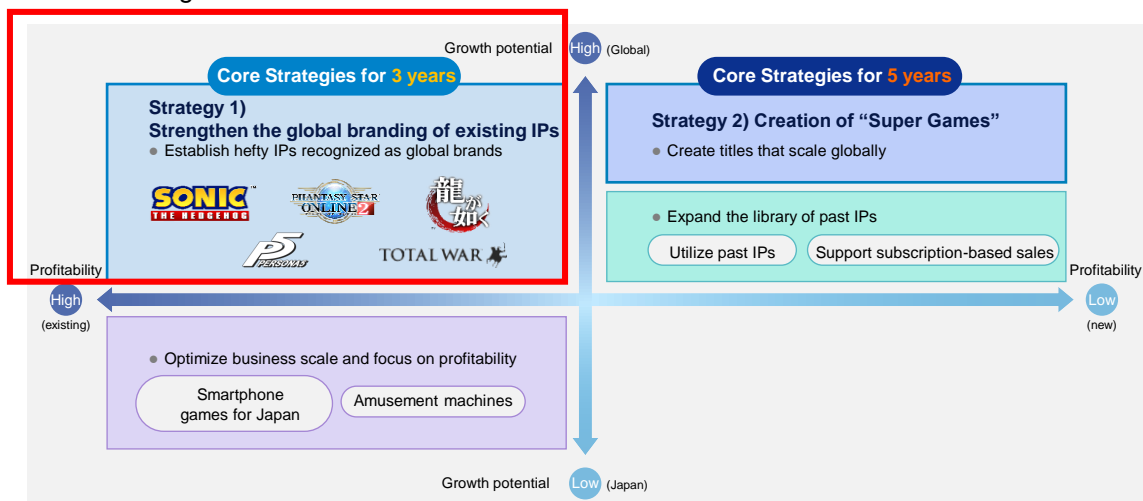 Growth potential High (Global)
Core Strategies for 3 years
Core Strategies for 5 years
Strategy 1)
Strengthen the global branding of existing IPs
● Establish hefty IPs recognized as global brands
SONIC™
THE HEDGEHOG
PHANTASY STAR
ONLINE 2
龍が
如く
P5
PERSONA5
TOTAL WAR
Strategy 2) Creation of “Super Games”
● Create titles that scale globally
● Expand the library of past IPs
Utilize past IPs
Support subscription-based sales
Profitability
High
(existing)
Profitability
Low
(new)
● Optimize business scale and focus on profitability
Smartphone
games for Japan
Amusement machines
Growth potential Low (Japan)